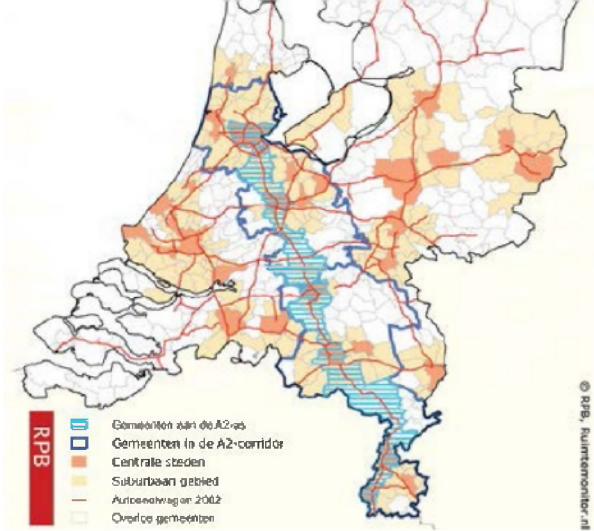 RPB
Gemeenten aan de A2-as
Gemeenten in de A2-corridor
Centrale steden
Suburbaan gebied
Autosnelwegen 2002
Overige gemeenten
© RPB, Ruimtemonitor.nl